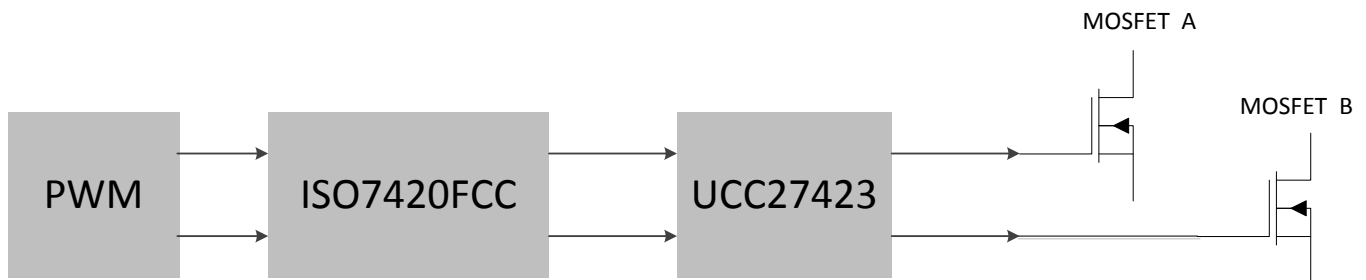 MOSFET A
MOSFET B
PWM
ISO7420FCC
UCC27423